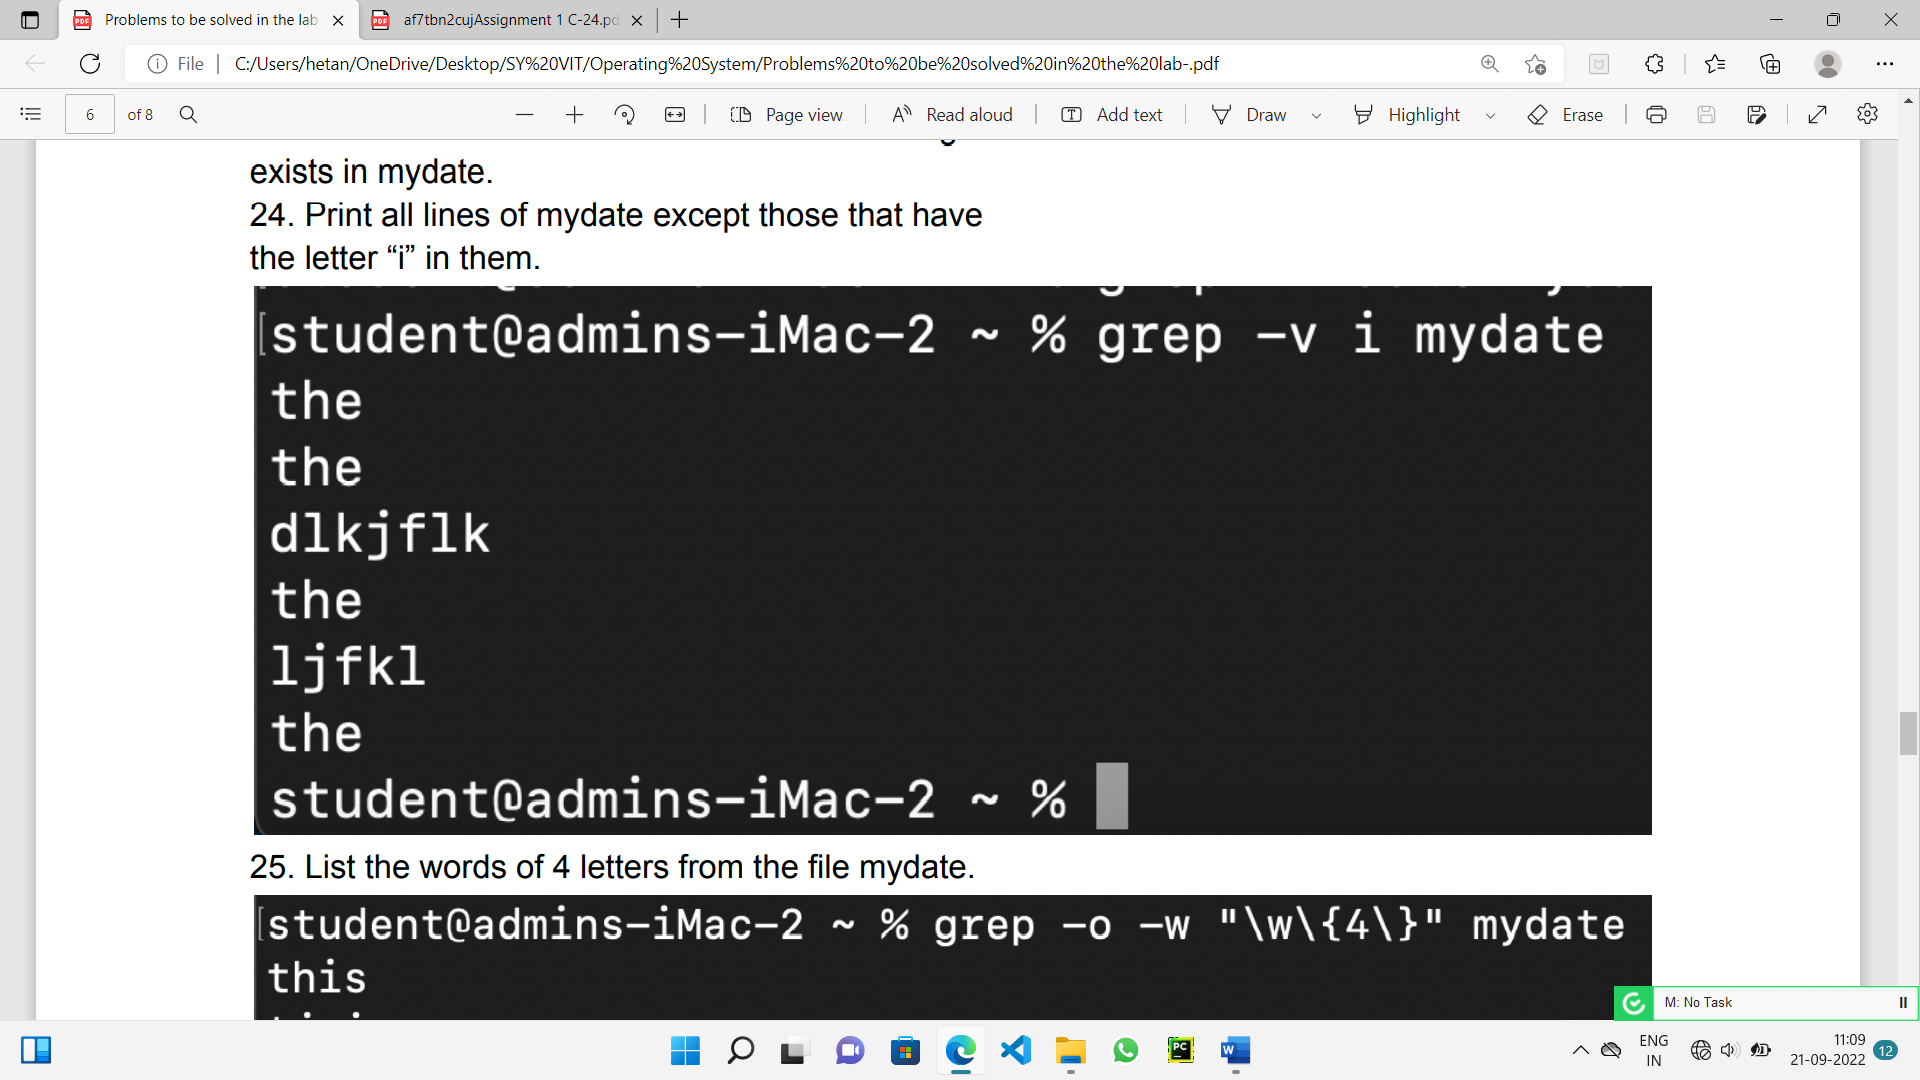 Problems to be solved in the lab
af7tbn2cujAssignment 1 C-24.pd
File
C:/Users/hetan/OneDrive/Desktop/SY%20VIT/Operating%20System/Problems%20to%20be%20solved%20in%20the%20lab-.pdf
6 of 8
Page view
Read aloud
Add text
Draw
Highlight
Erase
exists in mydate.
24. Print all lines of mydate except those that have
the letter “i” in them.
[student@admins-iMac-2 ~ % grep -v i mydate
the
the
dlkjflk
the
ljfkl
the
student@admins-iMac-2 ~ %
25. List the words of 4 letters from the file mydate.
[student@admins-iMac-2 ~ % grep -o -w "\w\{4\}" mydate
this
M: No Task
ENG
IN
11:09
21-09-2022
12